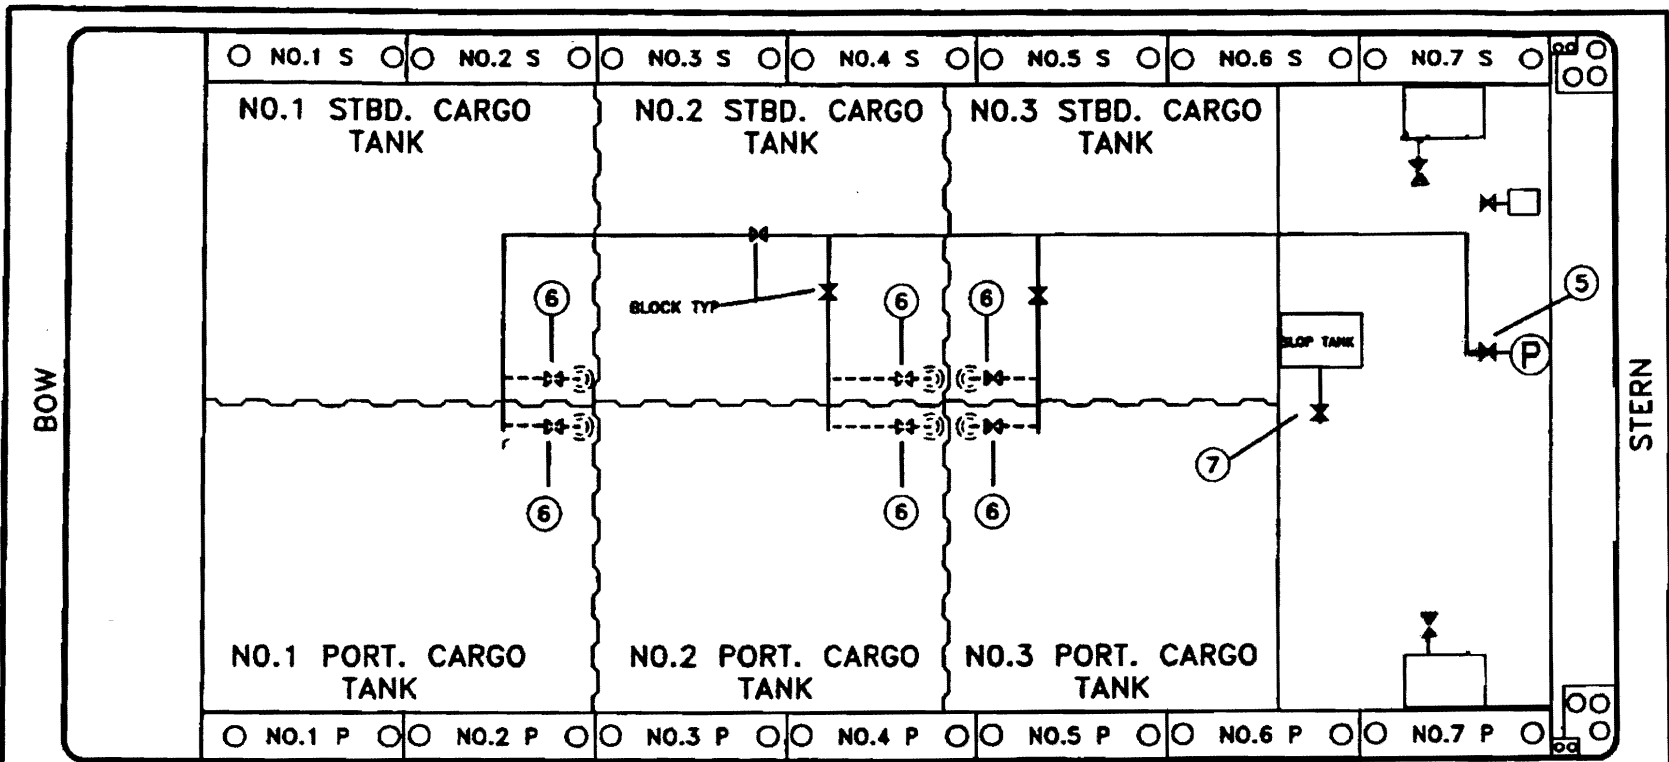 NO.1 S
NO.2 S
NO.3 S
NO.4 S
NO.5 S
NO.6 S
NO.7 S
NO.1 STBD. CARGO
TANK
NO.2 STBD. CARGO
TANK
NO.3 STBD. CARGO
TANK
5
6
6
6
BLOCK TYP
SLOP TANK
P
BOW
STERN
7
6
6
6
NO.1 PORT. CARGO
TANK
NO.2 PORT. CARGO
TANK
NO.3 PORT. CARGO
TANK
NO.1 P
NO.2 P
NO.3 P
NO.4 P
NO.5 P
NO.6 P
NO.7 P